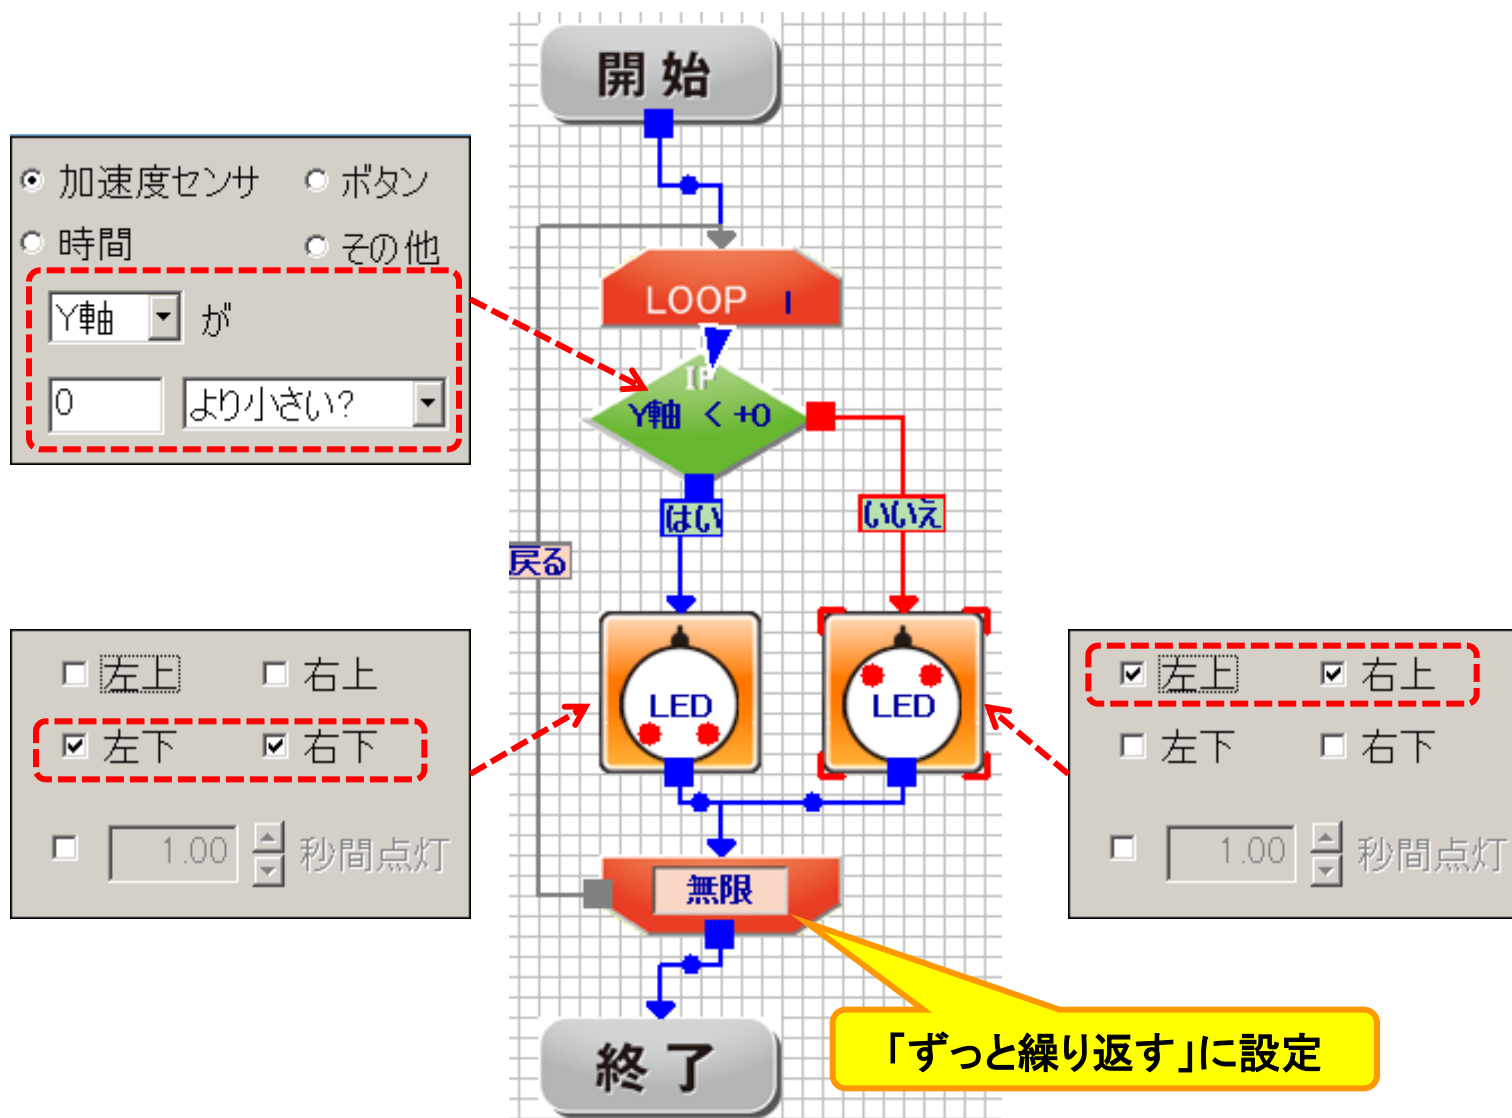 開始
加速度センサ ボタン
時間 その他
Y軸 が
0 より小さい?
LOOP
IF
Y軸 < +0
はい
いいえ
戻る
左上 右上
左下 右下
1.00 秒間点灯
LED
LED
左上 右上
左下 右下
1.00 秒間点灯
無限
「ずっと繰り返す」に設定
終了